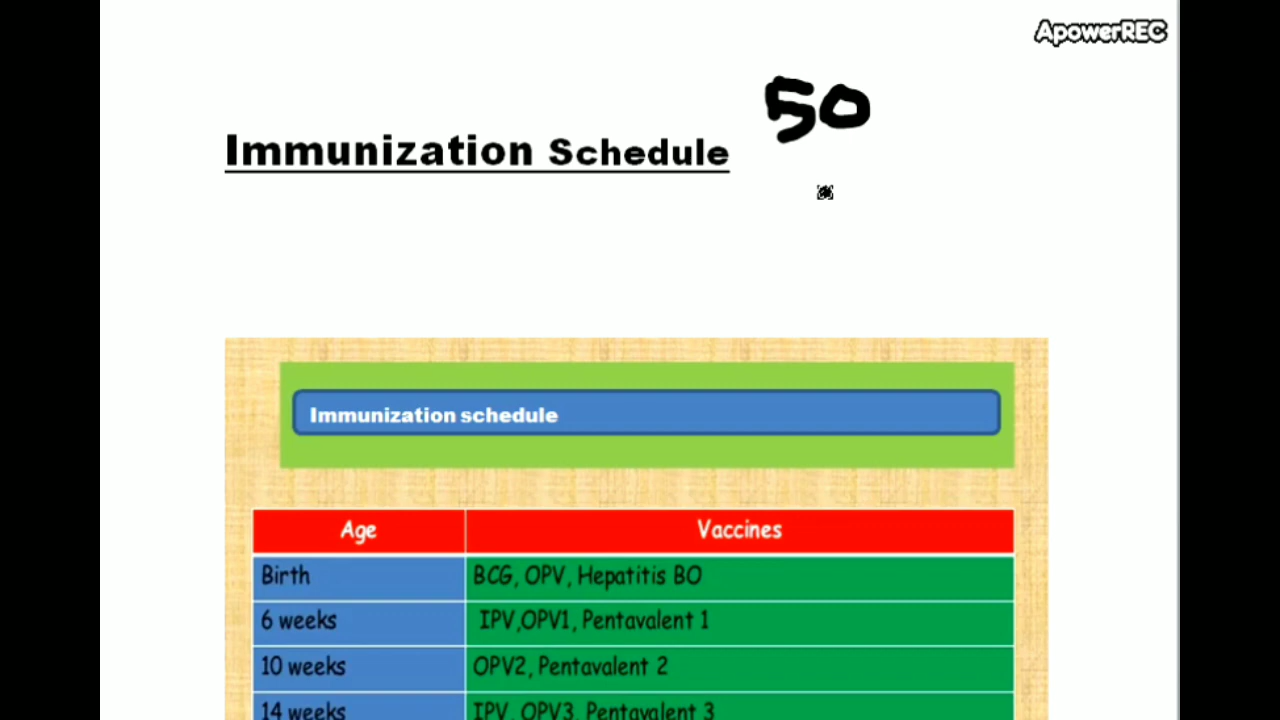 ApowerREC
50
Immunization Schedule
Immunization schedule
Age Vaccines
Birth BCG, OPV, Hepatitis BO
6 weeks IPV,OPV1, Pentavalent 1
10 weeks OPV2, Pentavalent 2
14 weeks IPV, OPV3, Pentavalent 3